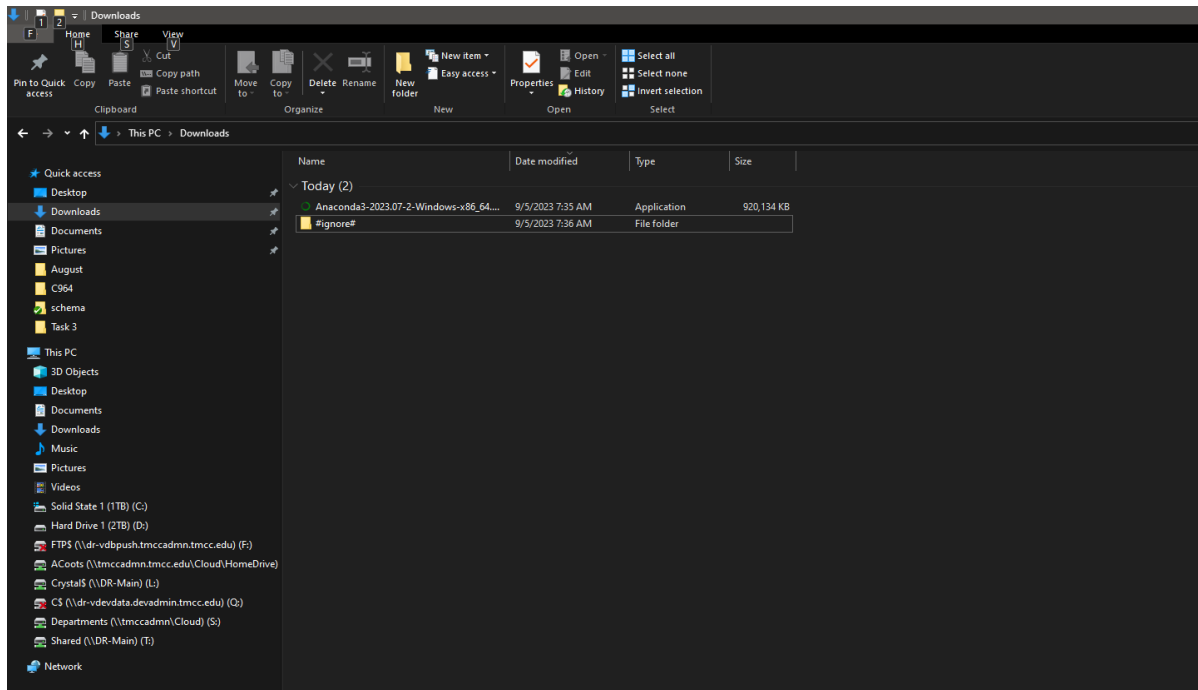 Downloads
1 2
F Home Share View
H S V
Pin to Quick access
Copy
Paste
Cut
Copy path
Paste shortcut
Clipboard
Move to
Copy to
Delete
Rename
Organize
New folder
New item
Easy access
New
Properties
Open
Edit
History
Open
Select all
Select none
Invert selection
Select
This PC > Downloads
Name Date modified Type Size
Today (2)
Anaconda3-2023.07-2-Windows-x86_64.... 9/5/2023 7:35 AM Application 920,134 KB
#ignore# 9/5/2023 7:36 AM File folder
Quick access
Desktop
Downloads
Documents
Pictures
August
C964
schema
Task 3
This PC
3D Objects
Desktop
Documents
Downloads
Music
Pictures
Videos
Solid State 1 (1TB) (C:)
Hard Drive 1 (2TB) (D:)
FTP$ (\\dr-vdbpush.tmccadmn.tmcc.edu) (F:)
ACoots (\\tmccadmn.tmcc.edu\Cloud\HomeDrive)
Crystal$ (\\DR-Main) (L:)
C$ (\\dr-vdevdata.devadmin.tmcc.edu) (Q:)
Departments (\\tmccadmn\Cloud) (S:)
Shared (\\DR-Main) (T:)
Network